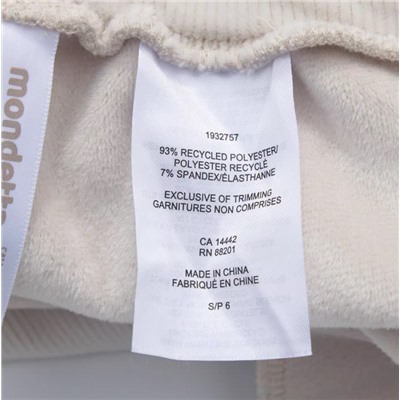 mondetta
1932757
93% RECYCLED POLYESTER/
POLYESTER RECYCLÉ
7% SPANDEX/ÉLASTHANNE
EXCLUSIVE OF TRIMMING
GARNITURES NON COMPRISES
CA 14442
RN 88201
MADE IN CHINA
FABRIQUÉ EN CHINE
S/P 6